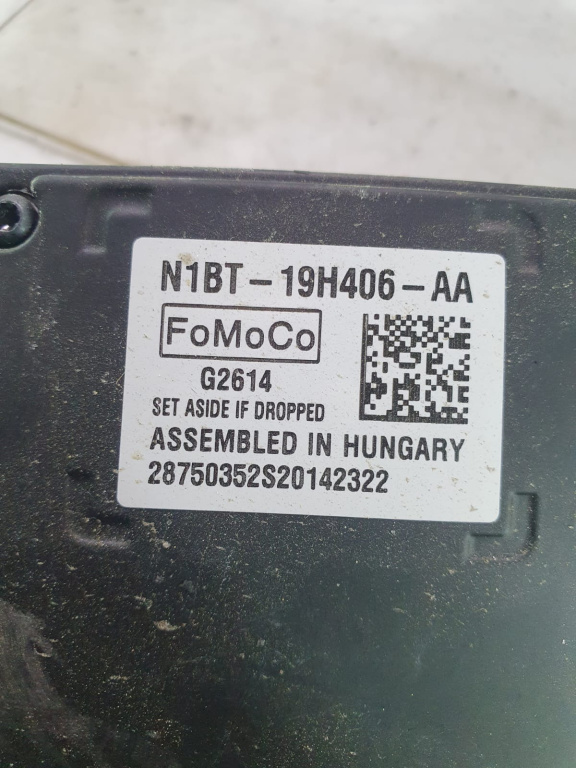 N1BT-19H406-AA
FoMoCo
G2614
SET ASIDE IF DROPPED
ASSEMBLED IN HUNGARY
28750352S20142322